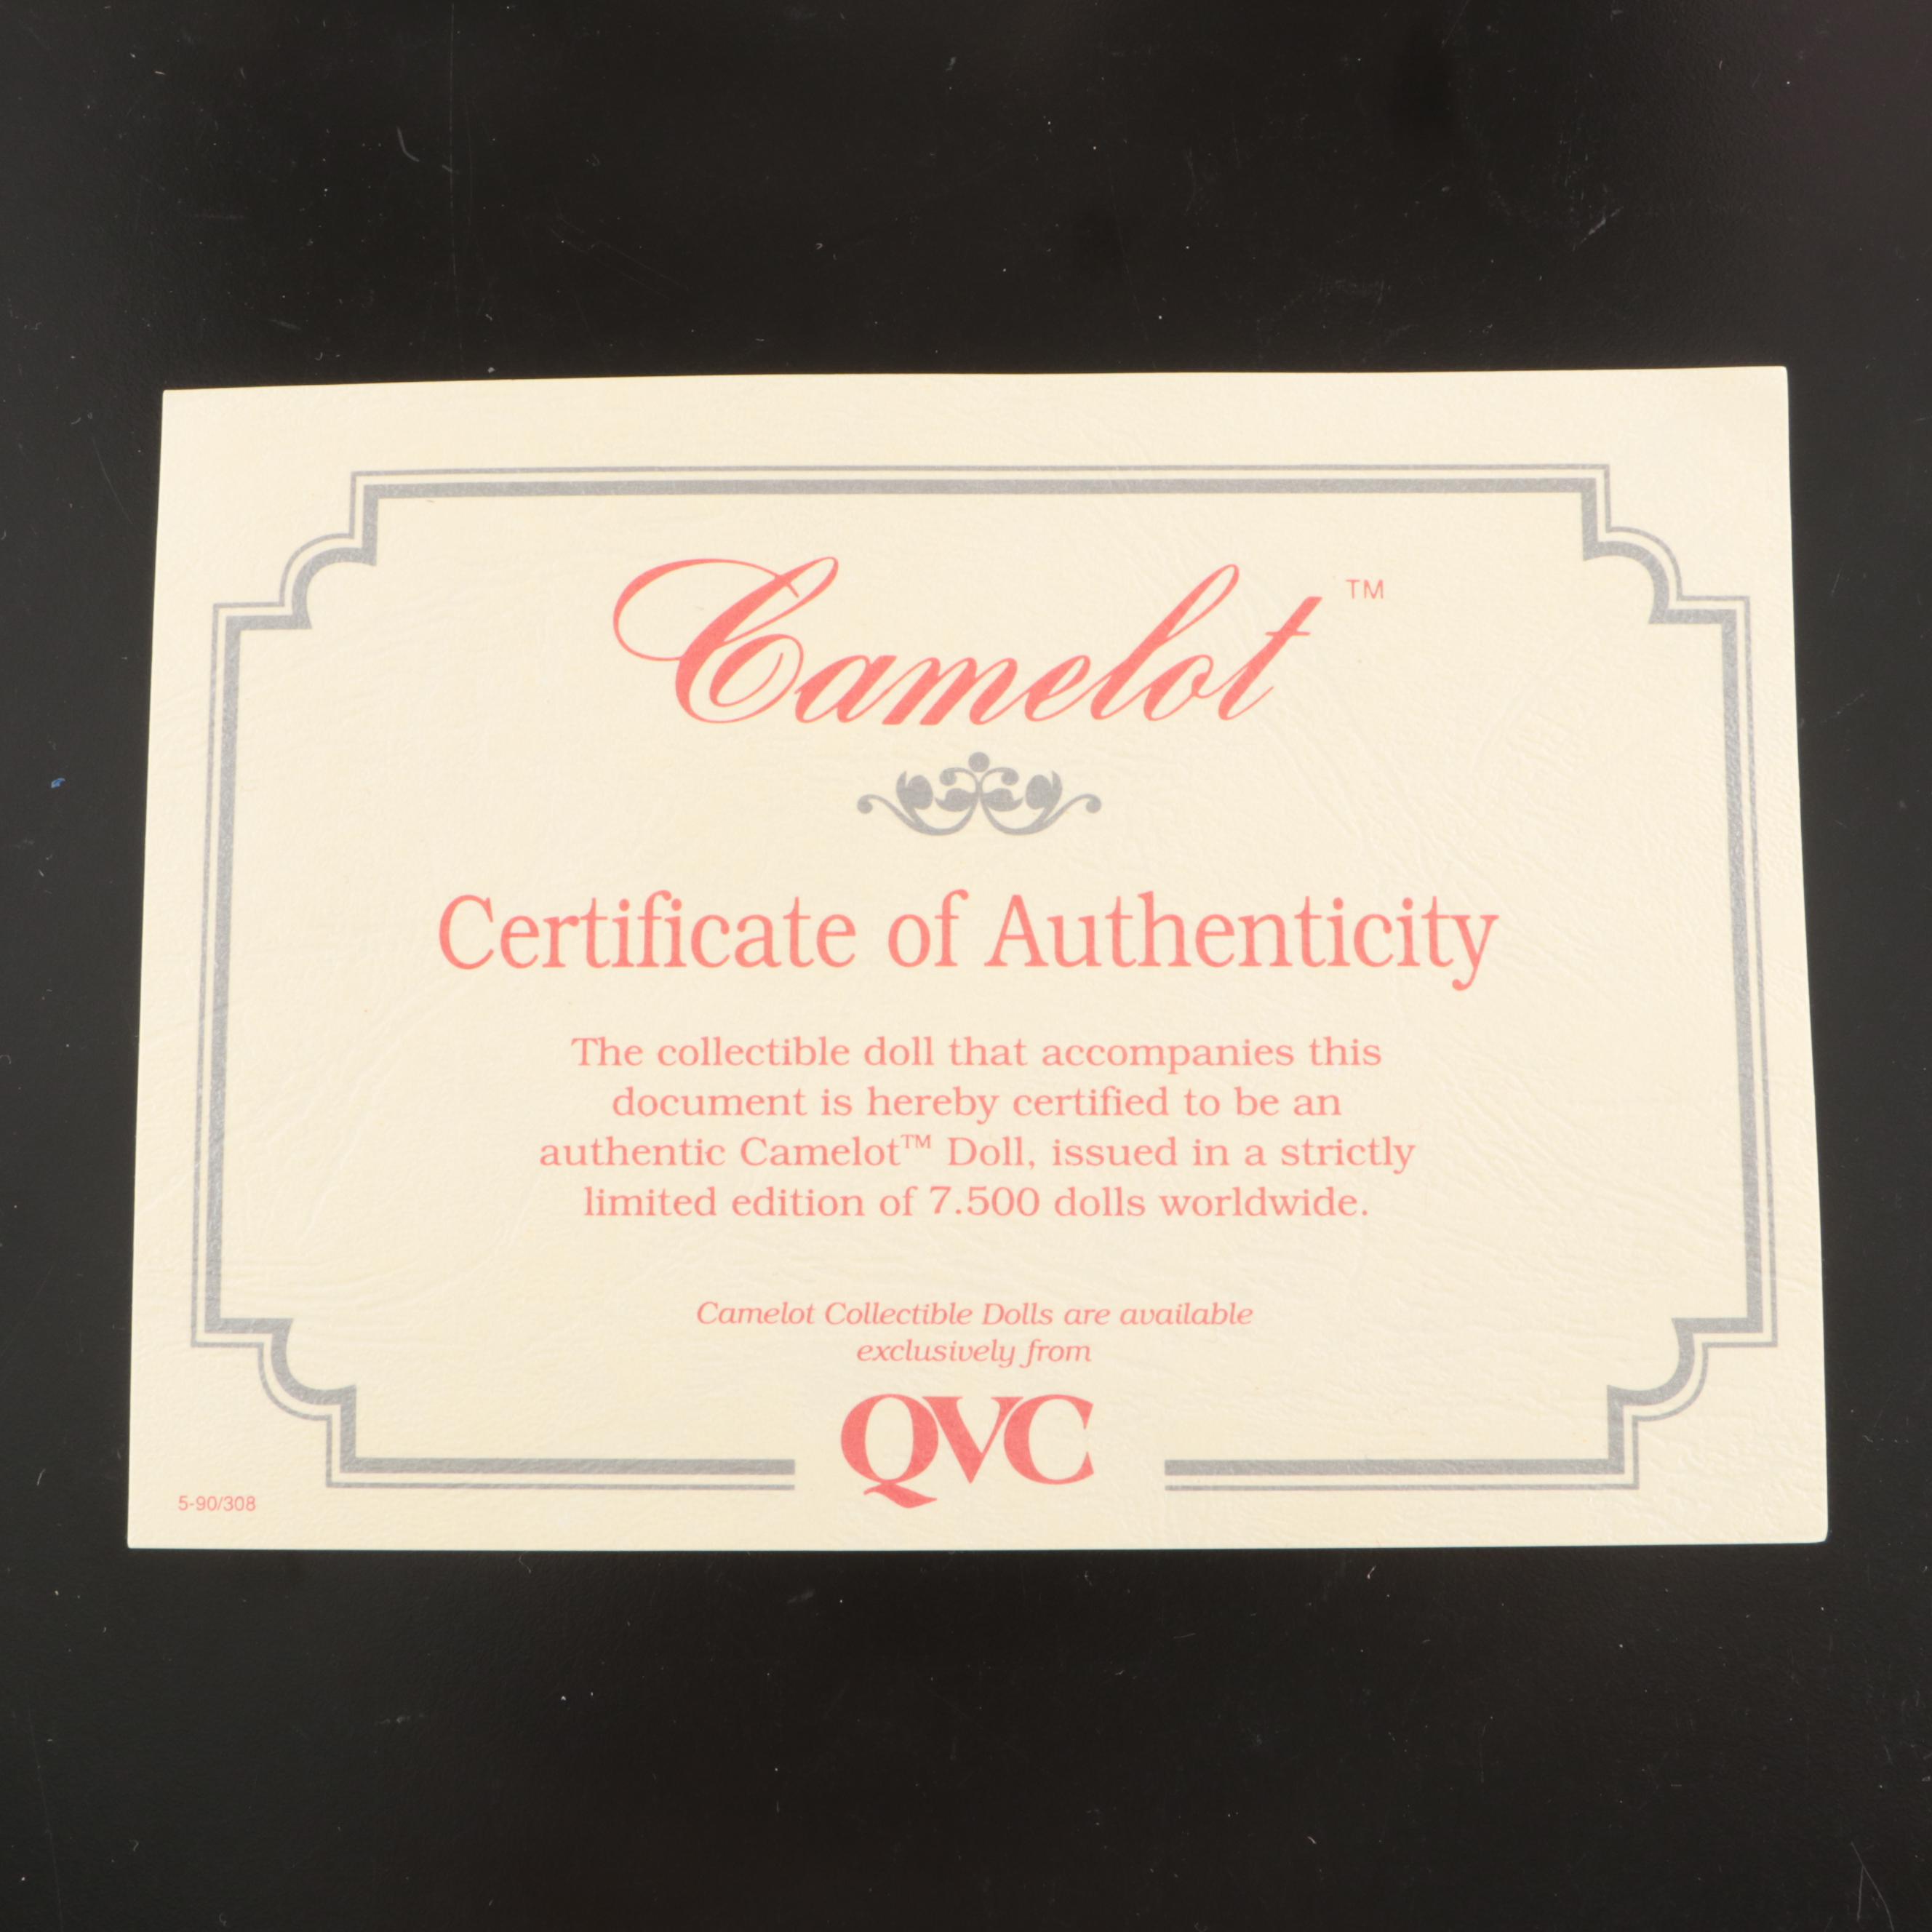 Camelot™
Certificate of Authenticity
The collectible doll that accompanies this
document is hereby certified to be an
authentic Camelot™ Doll, issued in a strictly
limited edition of 7.500 dolls worldwide.
Camelot Collectible Dolls are available
exclusively from
QVC
5-90/308